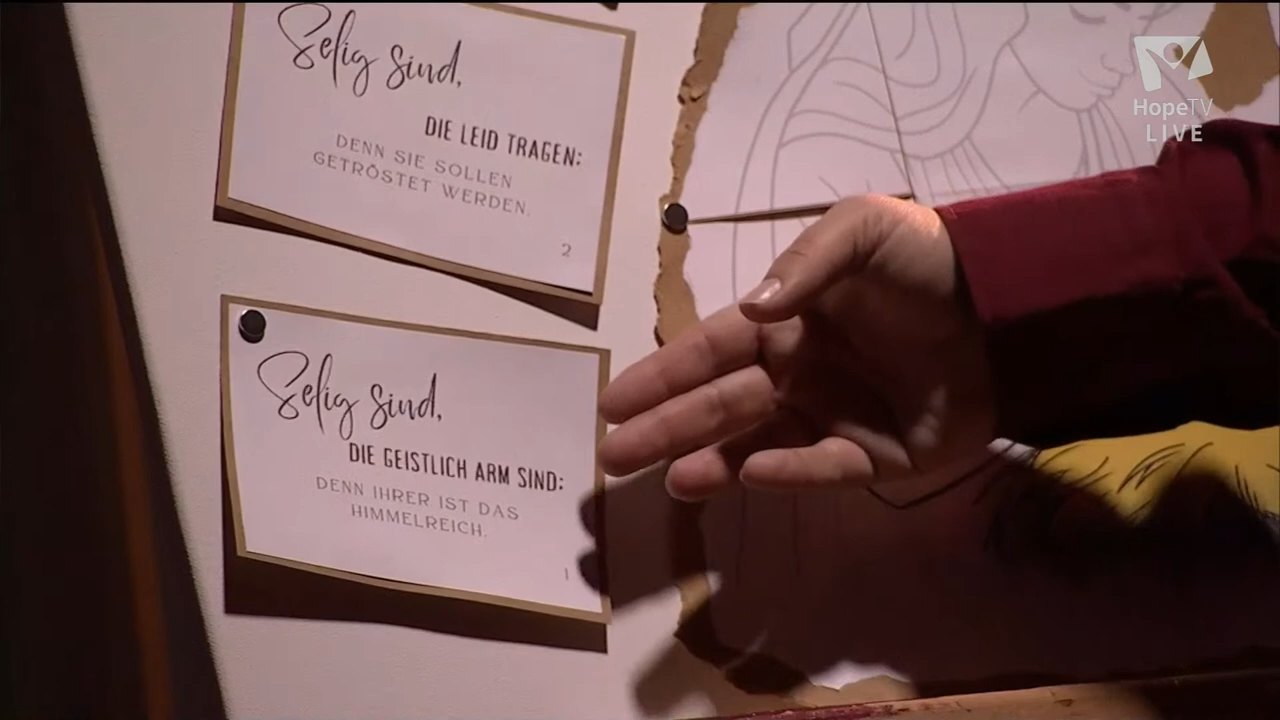 Selig sind,
DIE LEID TRAGEN;
DENN SIE SOLLEN
GETRÖSTET WERDEN.
2
Selig sind,
DIE GEISTLICH ARM SIND;
DENN IHRER IST DAS
HIMMELREICH.
1
HopeTV
LIVE